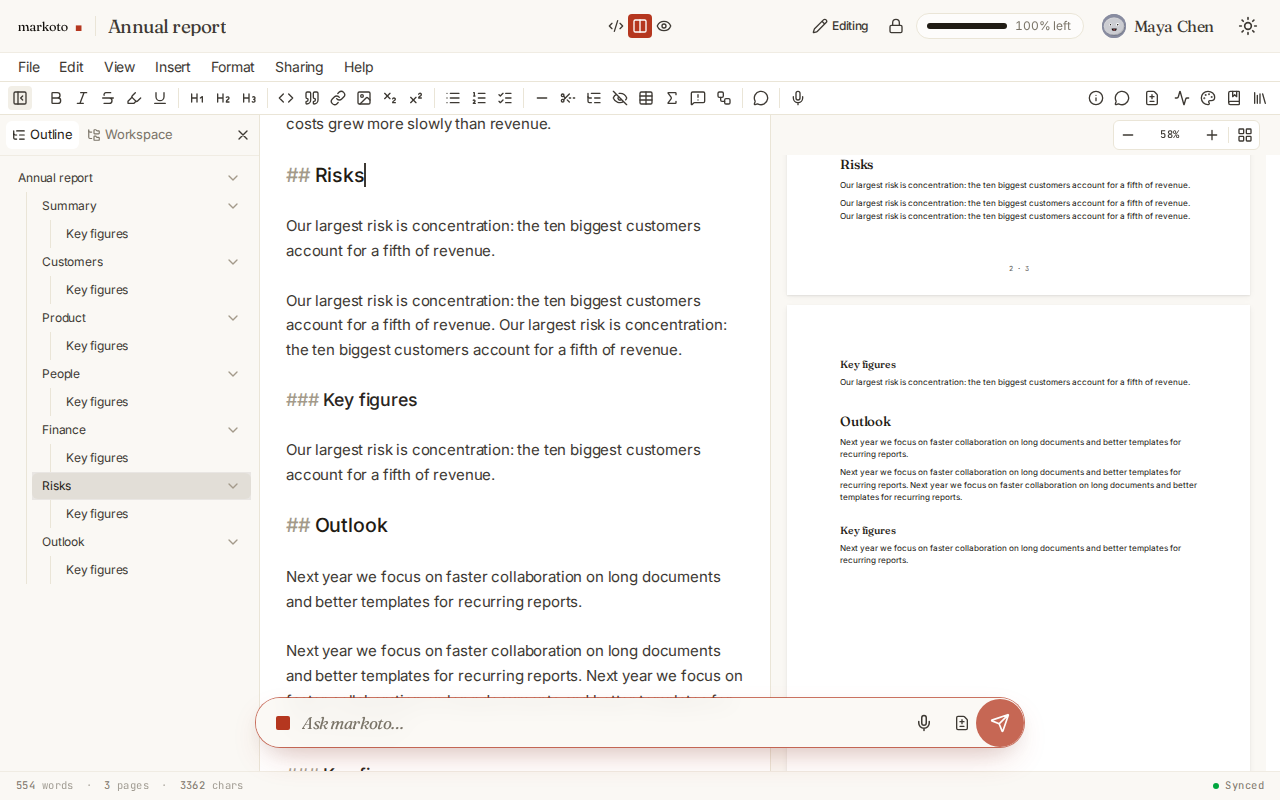 markoto
Annual report
Editing
100% left
Maya Chen
File Edit View Insert Format Sharing Help
H1 H2 H3
Outline
Workspace
58%
Annual report
Summary
Key figures
Customers
Key figures
Product
Key figures
People
Key figures
Finance
Key figures
Risks
Key figures
Outlook
Key figures
costs grew more slowly than revenue.
## Risks
Our largest risk is concentration: the ten biggest customers
account for a fifth of revenue.
Our largest risk is concentration: the ten biggest customers
account for a fifth of revenue. Our largest risk is concentration:
the ten biggest customers account for a fifth of revenue.
### Key figures
Our largest risk is concentration: the ten biggest customers
account for a fifth of revenue.
## Outlook
Next year we focus on faster collaboration on long documents
and better templates for recurring reports.
Next year we focus on faster collaboration on long documents
and better templates for recurring reports. Next year we focus on
Risks
Our largest risk is concentration: the ten biggest customers account for a fifth of revenue.
Our largest risk is concentration: the ten biggest customers account for a fifth of revenue.
Our largest risk is concentration: the ten biggest customers account for a fifth of revenue.
2 - 3
Key figures
Our largest risk is concentration: the ten biggest customers account for a fifth of revenue.
Outlook
Next year we focus on faster collaboration on long documents and better templates for
recurring reports.
Next year we focus on faster collaboration on long documents and better templates for
recurring reports. Next year we focus on faster collaboration on long documents and better
templates for recurring reports.
Key figures
Next year we focus on faster collaboration on long documents and better templates for
recurring reports.
Ask markoto...
554 words · 3 pages · 3362 chars
Synced